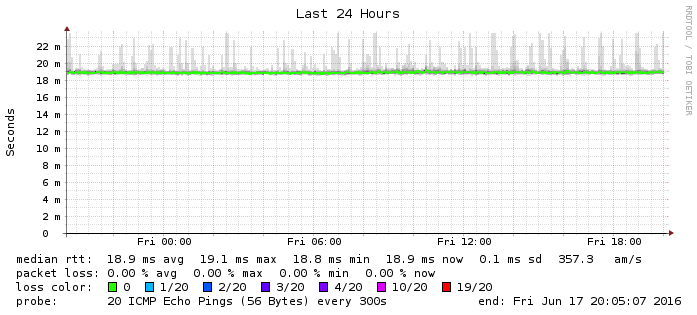 Last 24 Hours
RRDTOOL / TOBI OETIKER
Seconds
22 m
20 m
18 m
16 m
14 m
12 m
10 m
8 m
6 m
4 m
2 m
0
Fri 00:00 Fri 06:00 Fri 12:00 Fri 18:00
median rtt: 18.9 ms avg 19.1 ms max 18.8 ms min 18.9 ms now 0.1 ms sd 357.3 am/s
packet loss: 0.00 % avg 0.00 % max 0.00 % min 0.00 % now
loss color: 0 1/20 2/20 3/20 4/20 10/20 19/20
probe: 20 ICMP Echo Pings (56 Bytes) every 300s end: Fri Jun 17 20:05:07 2016